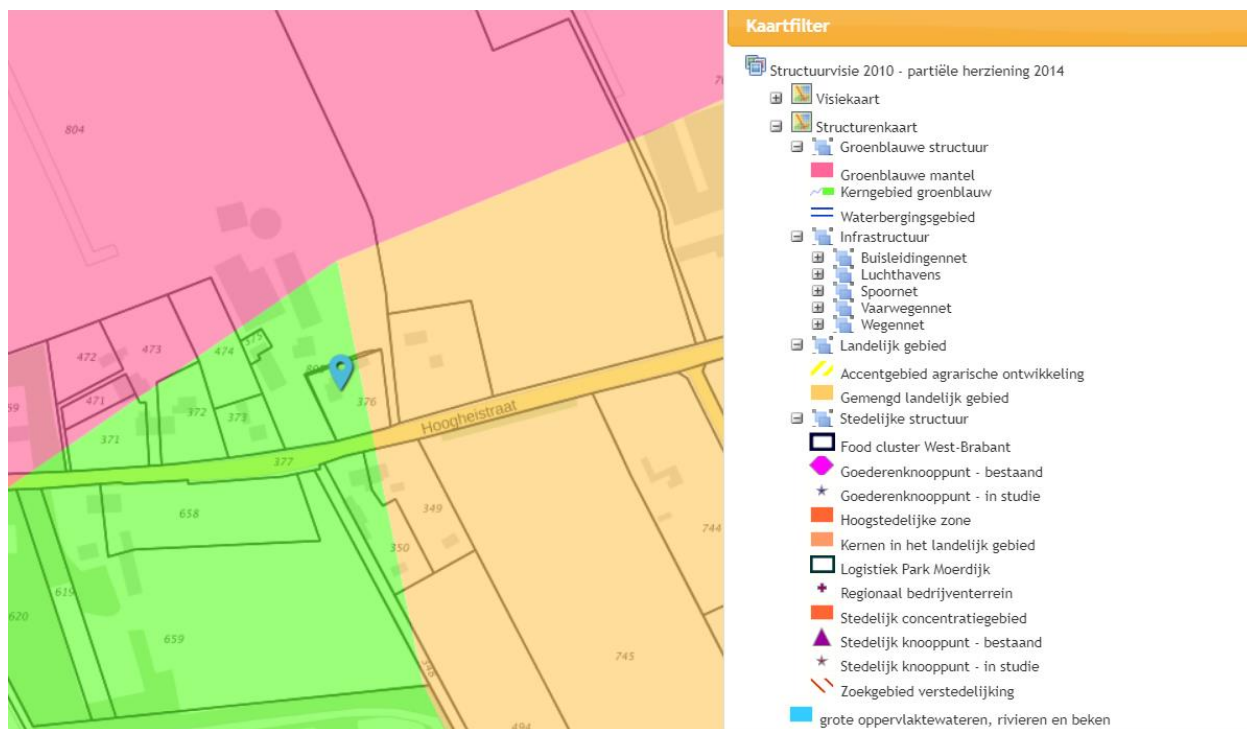 Kaartfilter
Structuurvisie 2010 - partiële herziening 2014
Visiekaart
Structurenkaart
Groenblauwe structuur
Groenblauwe mantel
Kerngebied groenblauw
Waterbergingsgebied
Infrastructuur
Buisleidingennet
Luchthavens
Spoornet
Vaarwegennet
Wegennet
Landelijk gebied
Accentgebied agrarische ontwikkeling
Gemengd landelijk gebied
Stedelijke structuur
Food cluster West-Brabant
Goederenknooppunt - bestaand
Goederenknooppunt - in studie
Hoogstedelijke zone
Kernen in het landelijk gebied
Logistiek Park Moerdijk
Regionaal bedrijventerrein
Stedelijk concentratiegebied
Stedelijk knooppunt - bestaand
Stedelijk knooppunt - in studie
Zoekgebied verstedelijking
grote oppervlaktewateren, rivieren en beken
804
472
473
474
375
471
372
373
371
376
Hoogheistraat
377
658
349
350
744
619
620
659
745
348
494